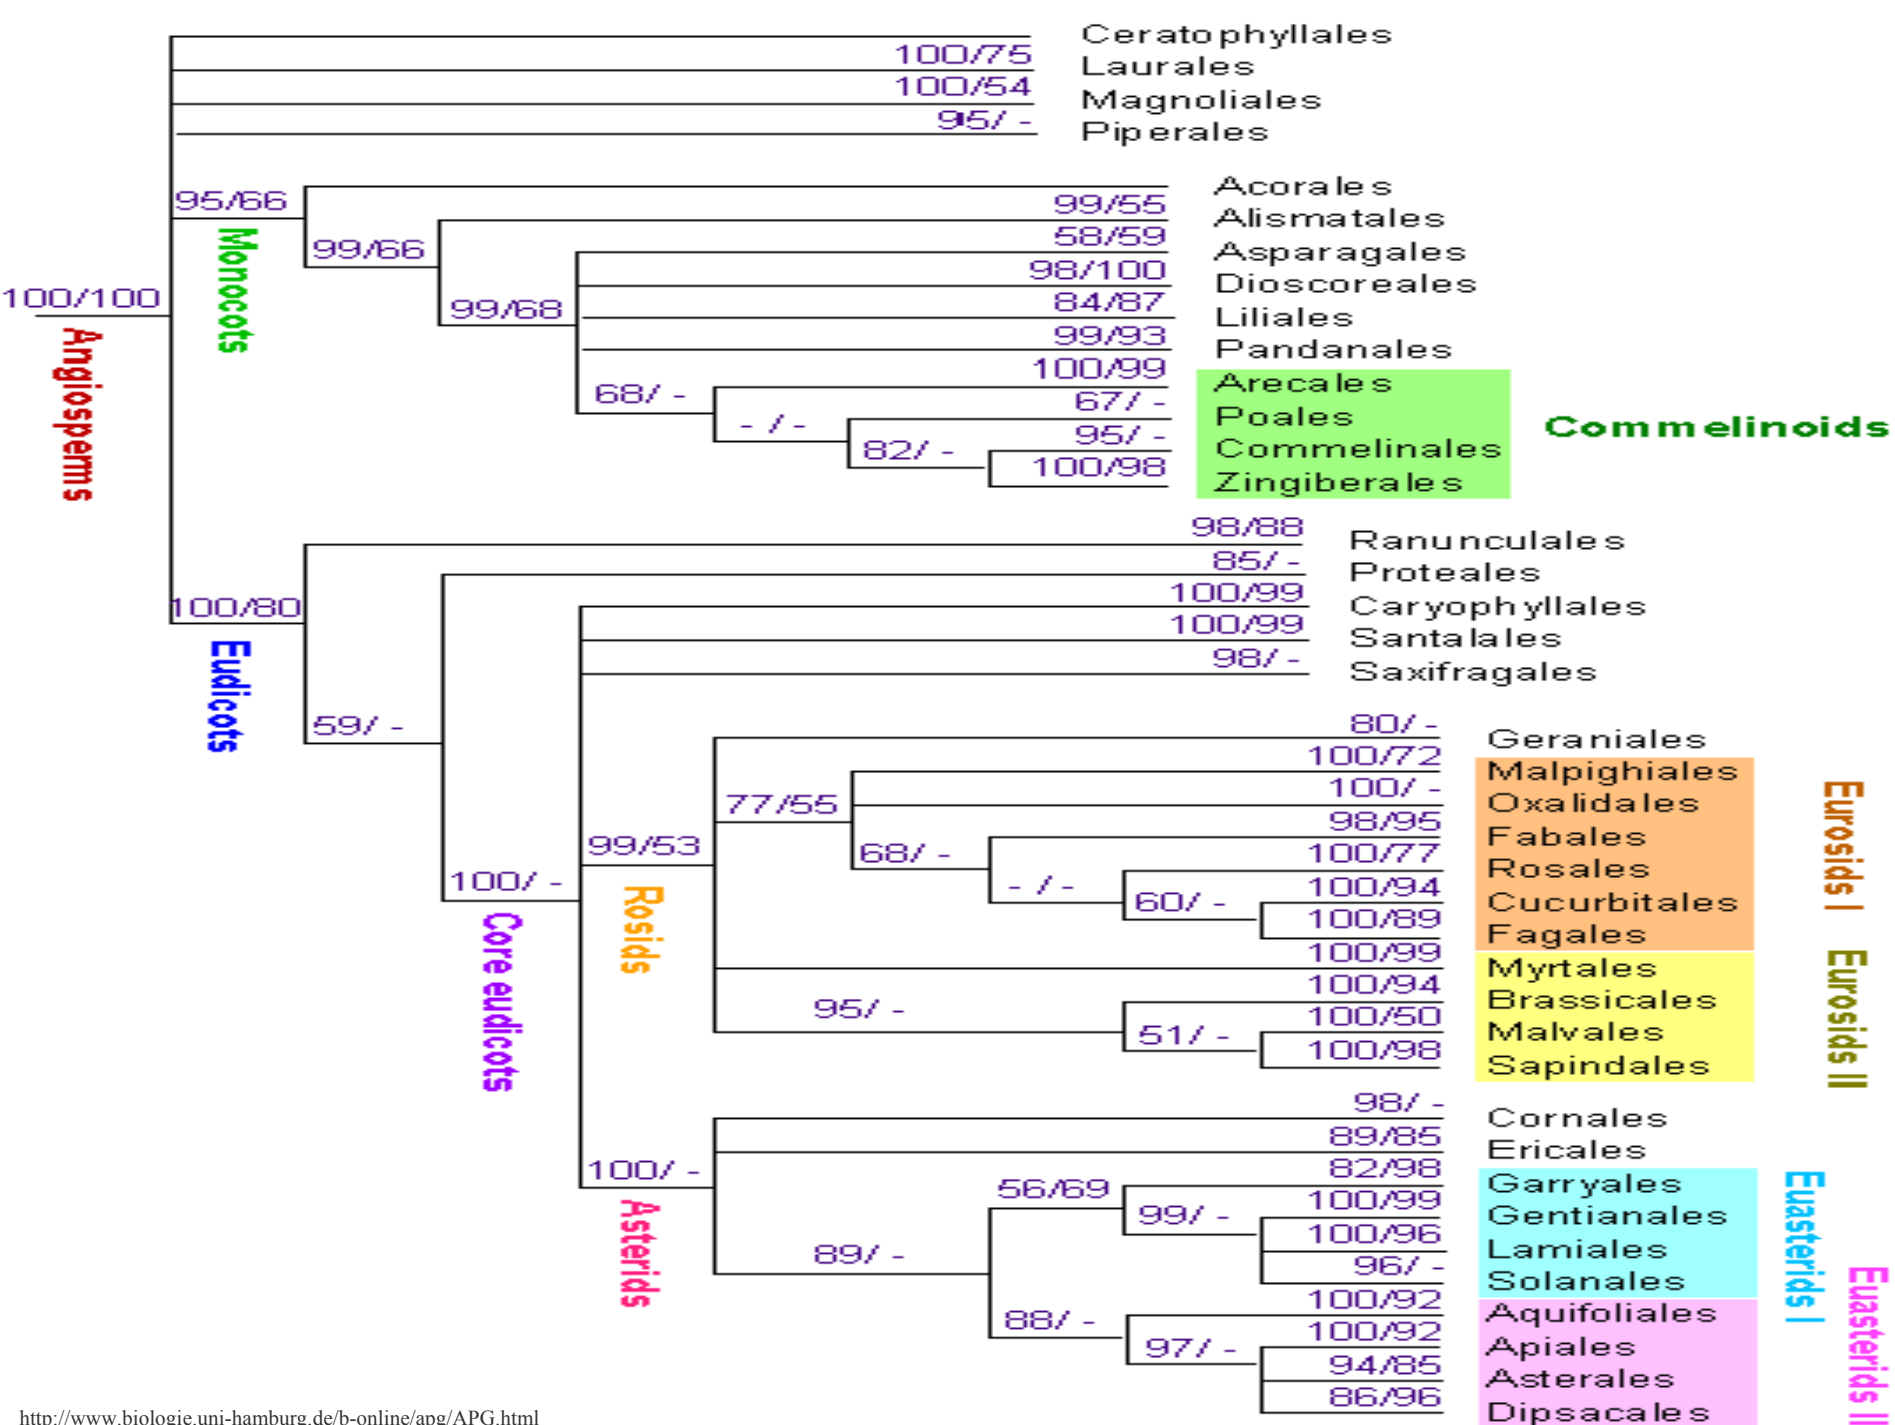 Ceratophyllales
100/75
Laurales
100/54
Magnoliales
95/ -
Piperales
95/66
Monocots
Acorales
99/55
Alismatales
99/66
58/59
Asparagales
98/100
Dioscoreales
100/100
Angiosperms
99/68
84/87
Liliales
99/93
Pandanales
100/99
Arecales
68/ -
67/ -
Poales
Commelinoids
- / -
95/ -
Commelinales
82/ -
100/98
Zingiberales
98/88
Ranunculales
85/ -
Proteales
100/99
Caryophyllales
100/80
Eudicots
100/99
Santalales
98/ -
Saxifragales
59/ -
80/ -
Geraniales
100/72
Malpighiales
100/ -
Oxalidales
77/55
98/95
Fabales
Eurosids I
99/53
Rosids
68/ -
100/77
Rosales
100/ -
Core eudicots
- / -
100/94
Cucurbitales
60/ -
100/89
Fagales
100/99
Myrtales
Eurosids II
100/94
Brassicales
95/ -
100/50
Malvales
51/ -
100/98
Sapindales
98/ -
Cornales
89/85
Ericales
100/ -
Asterids
82/98
Garryales
56/69
100/99
Gentianales
Euasterids I
99/ -
100/96
Lamiales
89/ -
96/ -
Solanales
100/92
Aquifoliales
Euasterids II
88/ -
100/92
Apiales
97/ -
94/85
Asterales
86/96
Dipsacales
http://www.biologie.uni-hamburg.de/b-online/apg/APG.html